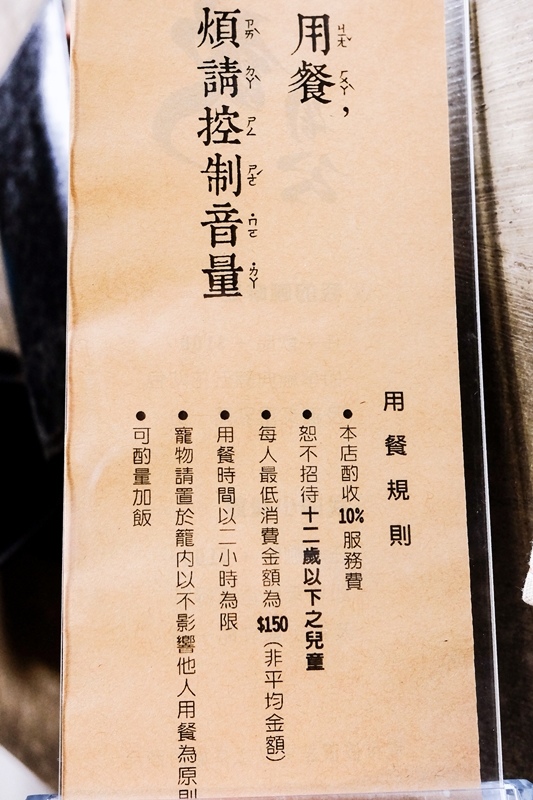 用餐，
煩請控制音量
用餐規則
●本店酌收10%服務費
●恕不招待十二歲以下之兒童
●每人最低消費金額為$150(非平均金額)
●用餐時間以二小時為限
●寵物請置於籠內以不影響他人用餐為原則
●可酌量加飯